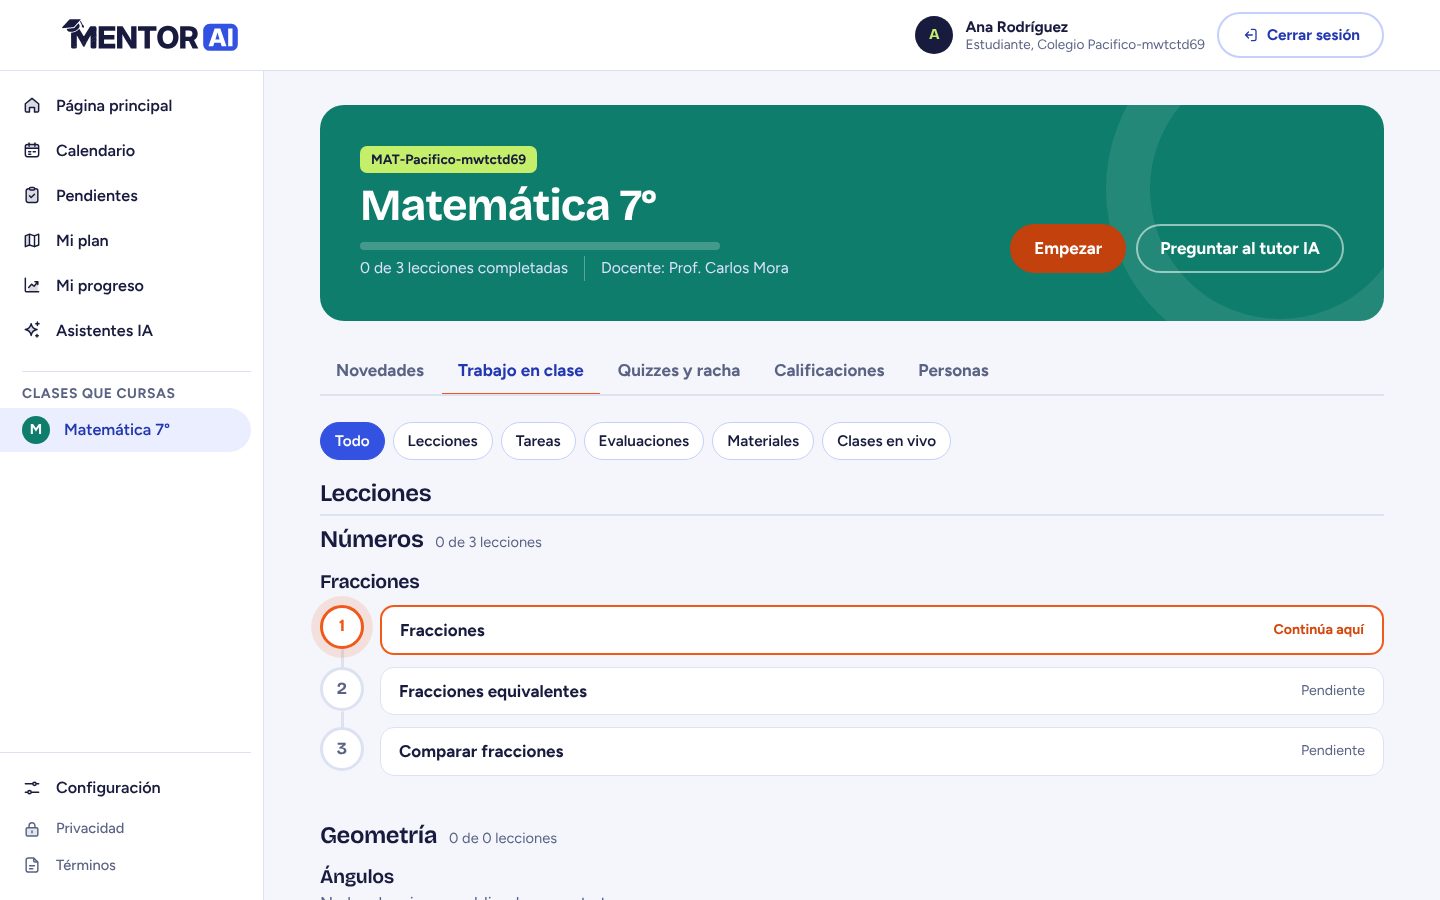 MENTOR AI
A
Ana Rodríguez
Estudiante, Colegio Pacifico-mwtctd69
Cerrar sesión
Página principal
Calendario
Pendientes
Mi plan
Mi progreso
Asistentes IA
CLASES QUE CURSAS
M Matemática 7°
Configuración
Privacidad
Términos
MAT-Pacifico-mwtctd69
Matemática 7°
0 de 3 lecciones completadas
Docente: Prof. Carlos Mora
Empezar
Preguntar al tutor IA
Novedades Trabajo en clase Quizzes y racha Calificaciones Personas
Todo Lecciones Tareas Evaluaciones Materiales Clases en vivo
Lecciones
Números 0 de 3 lecciones
Fracciones
1 Fracciones Continúa aquí
2 Fracciones equivalentes Pendiente
3 Comparar fracciones Pendiente
Geometría 0 de 0 lecciones
Ángulos